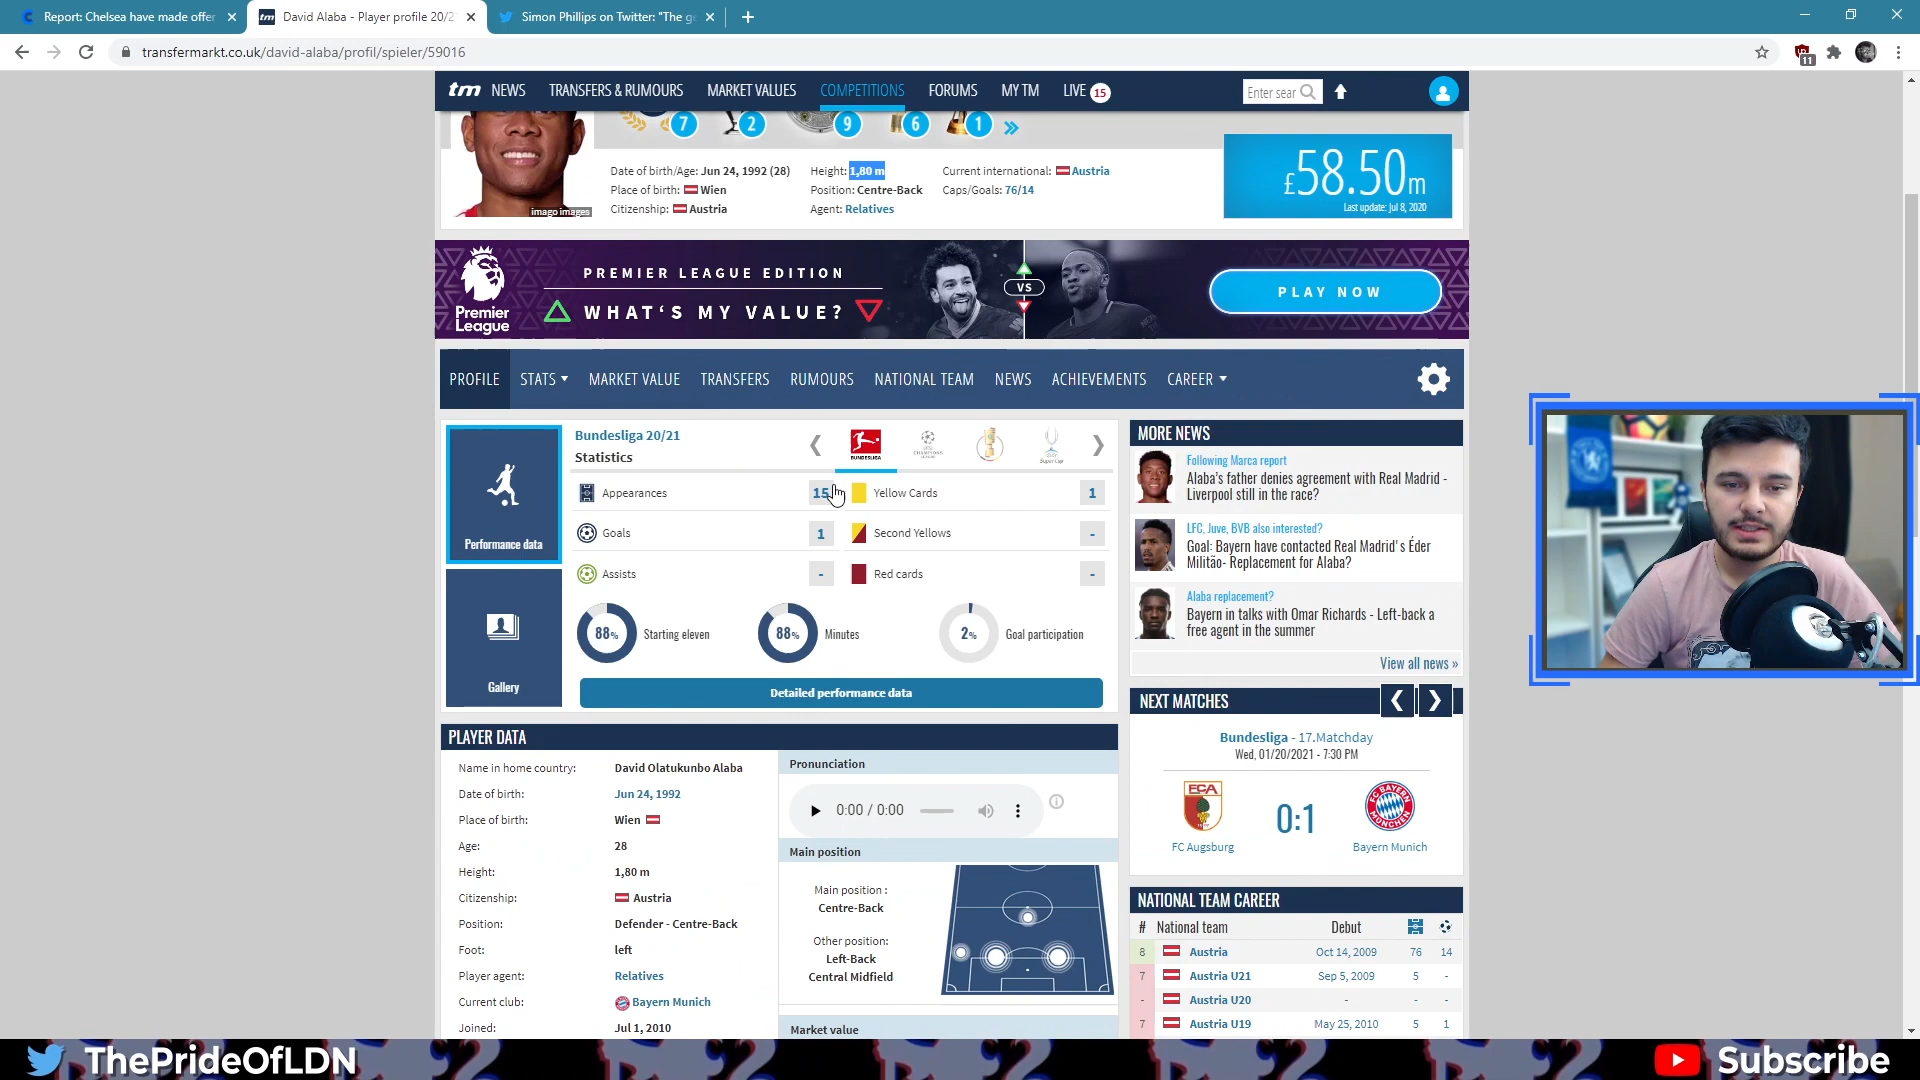 Report: Chelsea have made offer
David Alaba - Player profile 20/2
Simon Phillips on Twitter: "The g
transfermarkt.co.uk/david-alaba/profil/spieler/59016
11
tm NEWS TRANSFERS & RUMOURS MARKET VALUES COMPETITIONS FORUMS MY TM LIVE 15 Enter sear
7 2 9 6 1 »
Date of birth/Age: Jun 24, 1992 (28)
Place of birth: Wien
Citizenship: Austria
Height: 1,80 m
Position: Centre-Back
Agent: Relatives
Current international: Austria
Caps/Goals: 76/14
£58.50m
Last update: Jul 8, 2020
imago images
Premier
League
PREMIER LEAGUE EDITION
WHAT'S MY VALUE?
VS
PLAY NOW
PROFILE STATS MARKET VALUE TRANSFERS RUMOURS NATIONAL TEAM NEWS ACHIEVEMENTS CAREER
Performance data
Gallery
Bundesliga 20/21
Statistics
BUNDESLIGA
Super Cup
Appearances 15 Yellow Cards 1
Goals 1 Second Yellows -
Assists - Red cards -
88% Starting eleven 88% Minutes 2% Goal participation
Detailed performance data
MORE NEWS
Following Marca report
Alaba's father denies agreement with Real Madrid -
Liverpool still in the race?
LFC, Juve, BVB also interested?
Goal: Bayern have contacted Real Madrid's Éder
Militão- Replacement for Alaba?
Alaba replacement?
Bayern in talks with Omar Richards - Left-back a
free agent in the summer
View all news »
PLAYER DATA
Name in home country: David Olatukunbo Alaba
Date of birth: Jun 24, 1992
Place of birth: Wien
Age: 28
Height: 1,80 m
Citizenship: Austria
Position: Defender - Centre-Back
Foot: left
Player agent: Relatives
Current club: Bayern Munich
Joined: Jul 1, 2010
Pronunciation
0:00 / 0:00
Main position
Main position :
Centre-Back
Other position:
Left-Back
Central Midfield
Market value
NEXT MATCHES
Bundesliga - 17.Matchday
Wed, 01/20/2021 - 7:30 PM
FCA
0:1
FC Augsburg Bayern Munich
NATIONAL TEAM CAREER
# National team Debut
8 Austria Oct 14, 2009 76 14
7 Austria U21 Sep 5, 2009 5 -
- Austria U20 - - -
7 Austria U19 May 25, 2010 5 1
ThePrideOfLDN
Subscribe